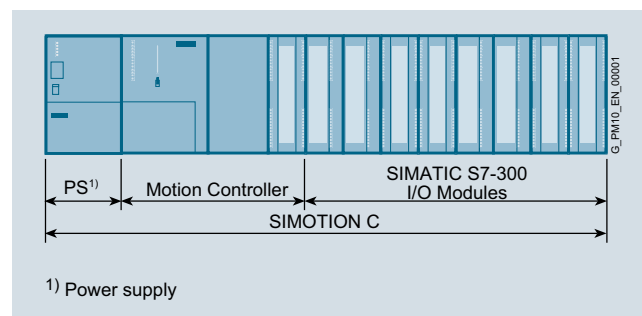 G_PM10_EN_00001
PS1)
Motion Controller
SIMATIC S7-300
I/O Modules
SIMOTION C
1) Power supply